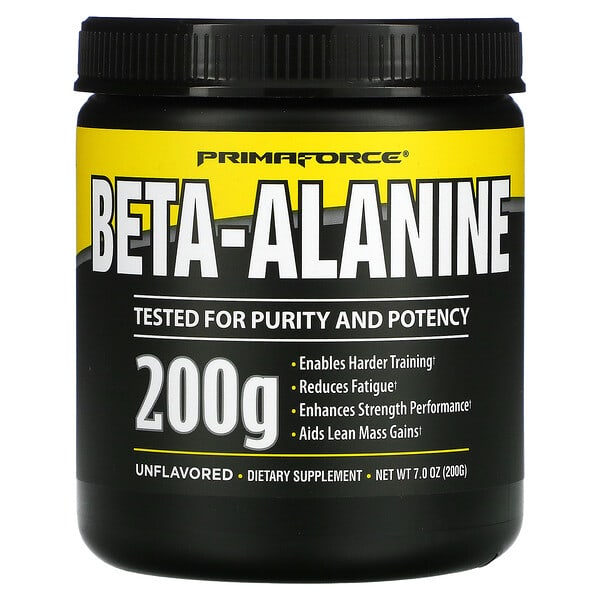 PRIMAFORCE®
BETA-ALANINE
TESTED FOR PURITY AND POTENCY
200g
• Enables Harder Training†
• Reduces Fatigue†
• Enhances Strength Performance†
• Aids Lean Mass Gains†
UNFLAVORED • DIETARY SUPPLEMENT • NET WT 7.0 OZ (200G)